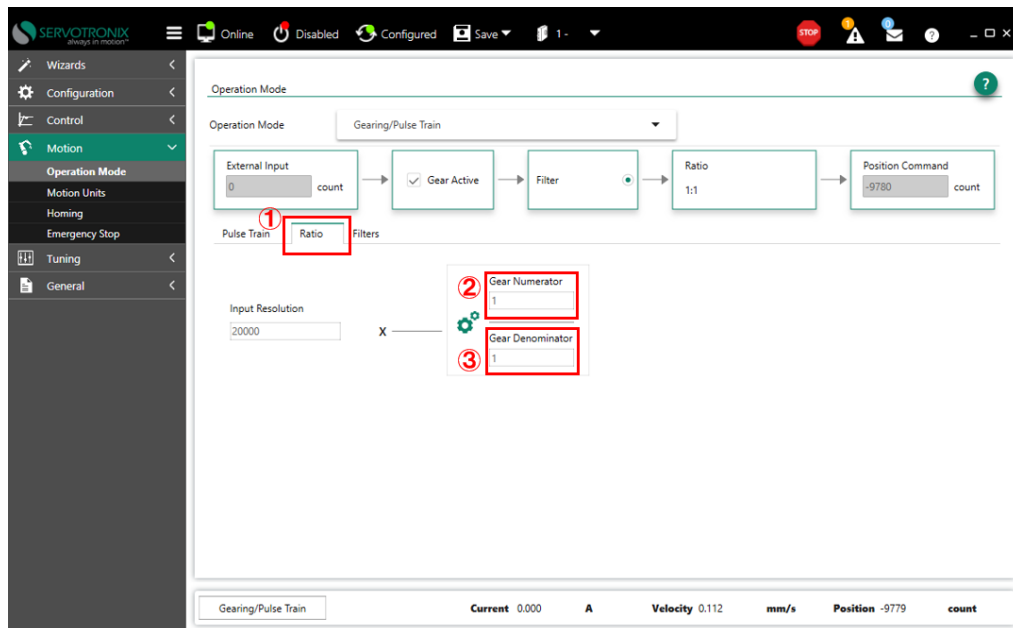 SERVOTRONIX
always in motion™
Online Disabled Configured Save 1 - STOP 1 0 ?
Wizards
Configuration
Control
Motion
Operation Mode
Motion Units
Homing
Emergency Stop
Tuning
General
Operation Mode ?
Operation Mode Gearing/Pulse Train
External Input
0 count
Gear Active
Filter
Ratio
1:1
Position Command
-9780 count
①
Pulse Train Ratio Filters
② Gear Numerator
1
Input Resolution
20000 X
Gear Denominator
③ 1
Gearing/Pulse Train Current 0.000 A Velocity 0.112 mm/s Position -9779 count